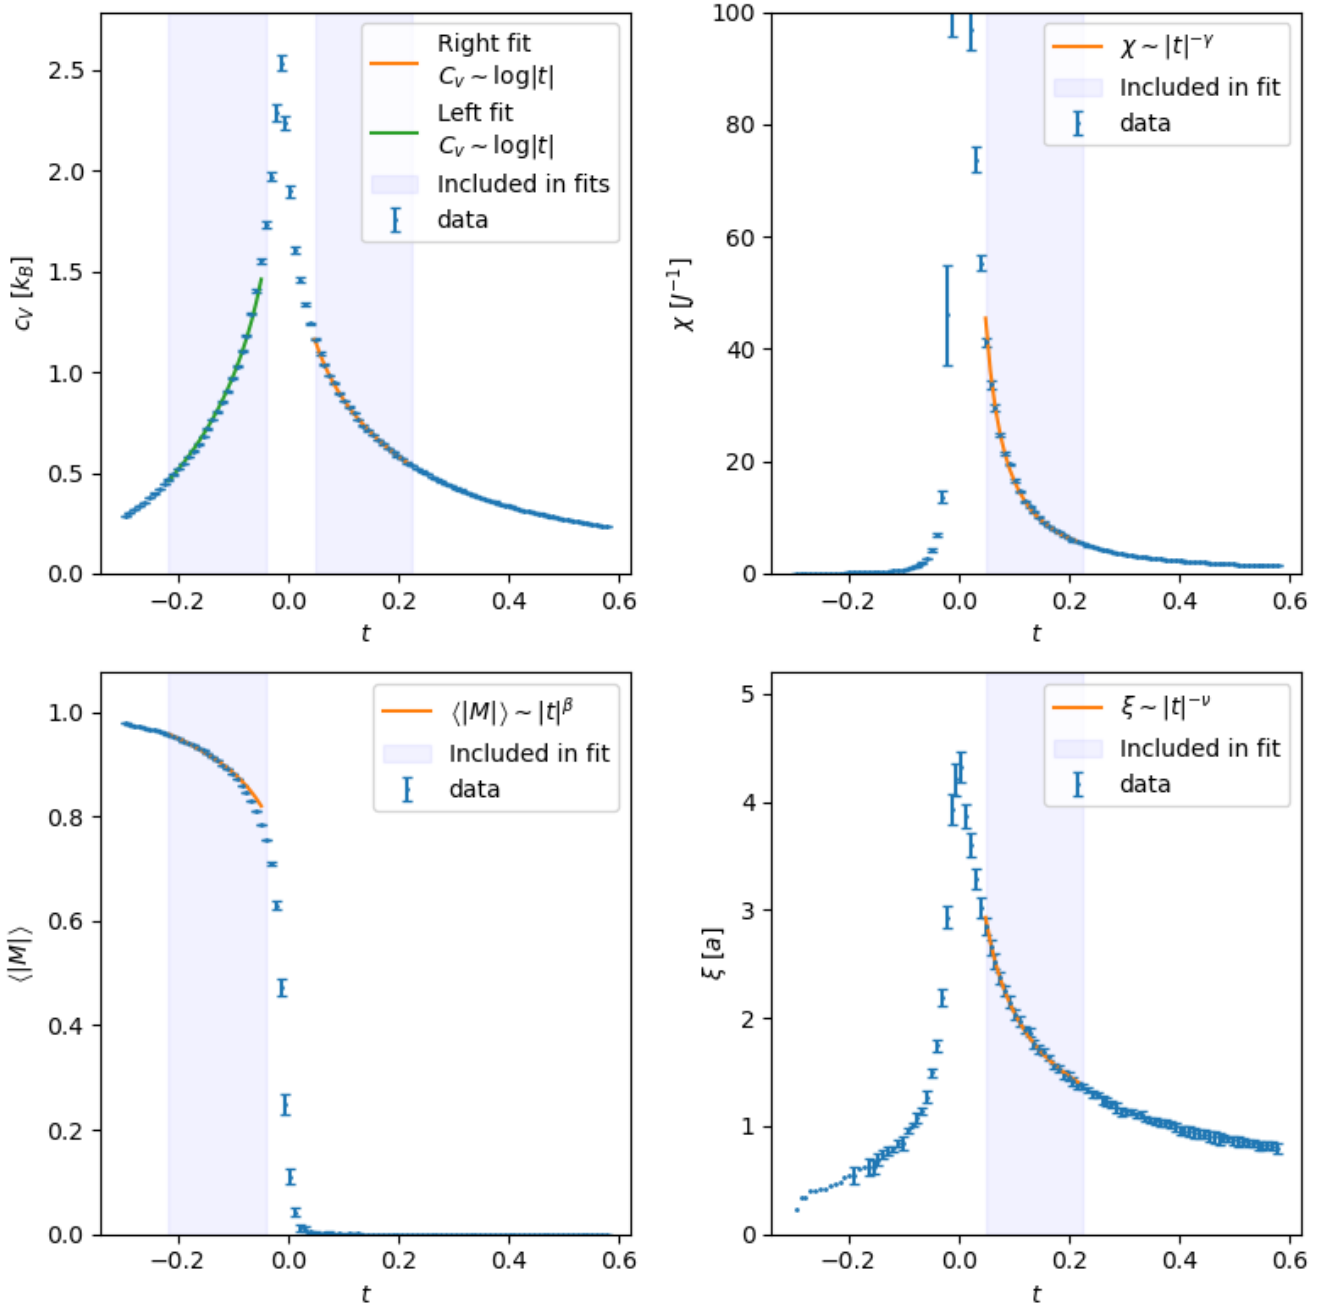 Right fit
C_v ~ log|t|
Left fit
C_v ~ log|t|
Included in fits
data
c_V [k_B]
2.5
2.0
1.5
1.0
0.5
0.0
−0.2 0.0 0.2 0.4 0.6
t
χ ~ |t|^{−γ}
Included in fit
data
χ [J^{−1}]
100
80
60
40
20
0
−0.2 0.0 0.2 0.4 0.6
t
⟨|M|⟩ ~ |t|^β
Included in fit
data
⟨|M|⟩
1.0
0.8
0.6
0.4
0.2
0.0
−0.2 0.0 0.2 0.4 0.6
t
ξ ~ |t|^{−ν}
Included in fit
data
ξ [a]
5
4
3
2
1
0
−0.2 0.0 0.2 0.4 0.6
t